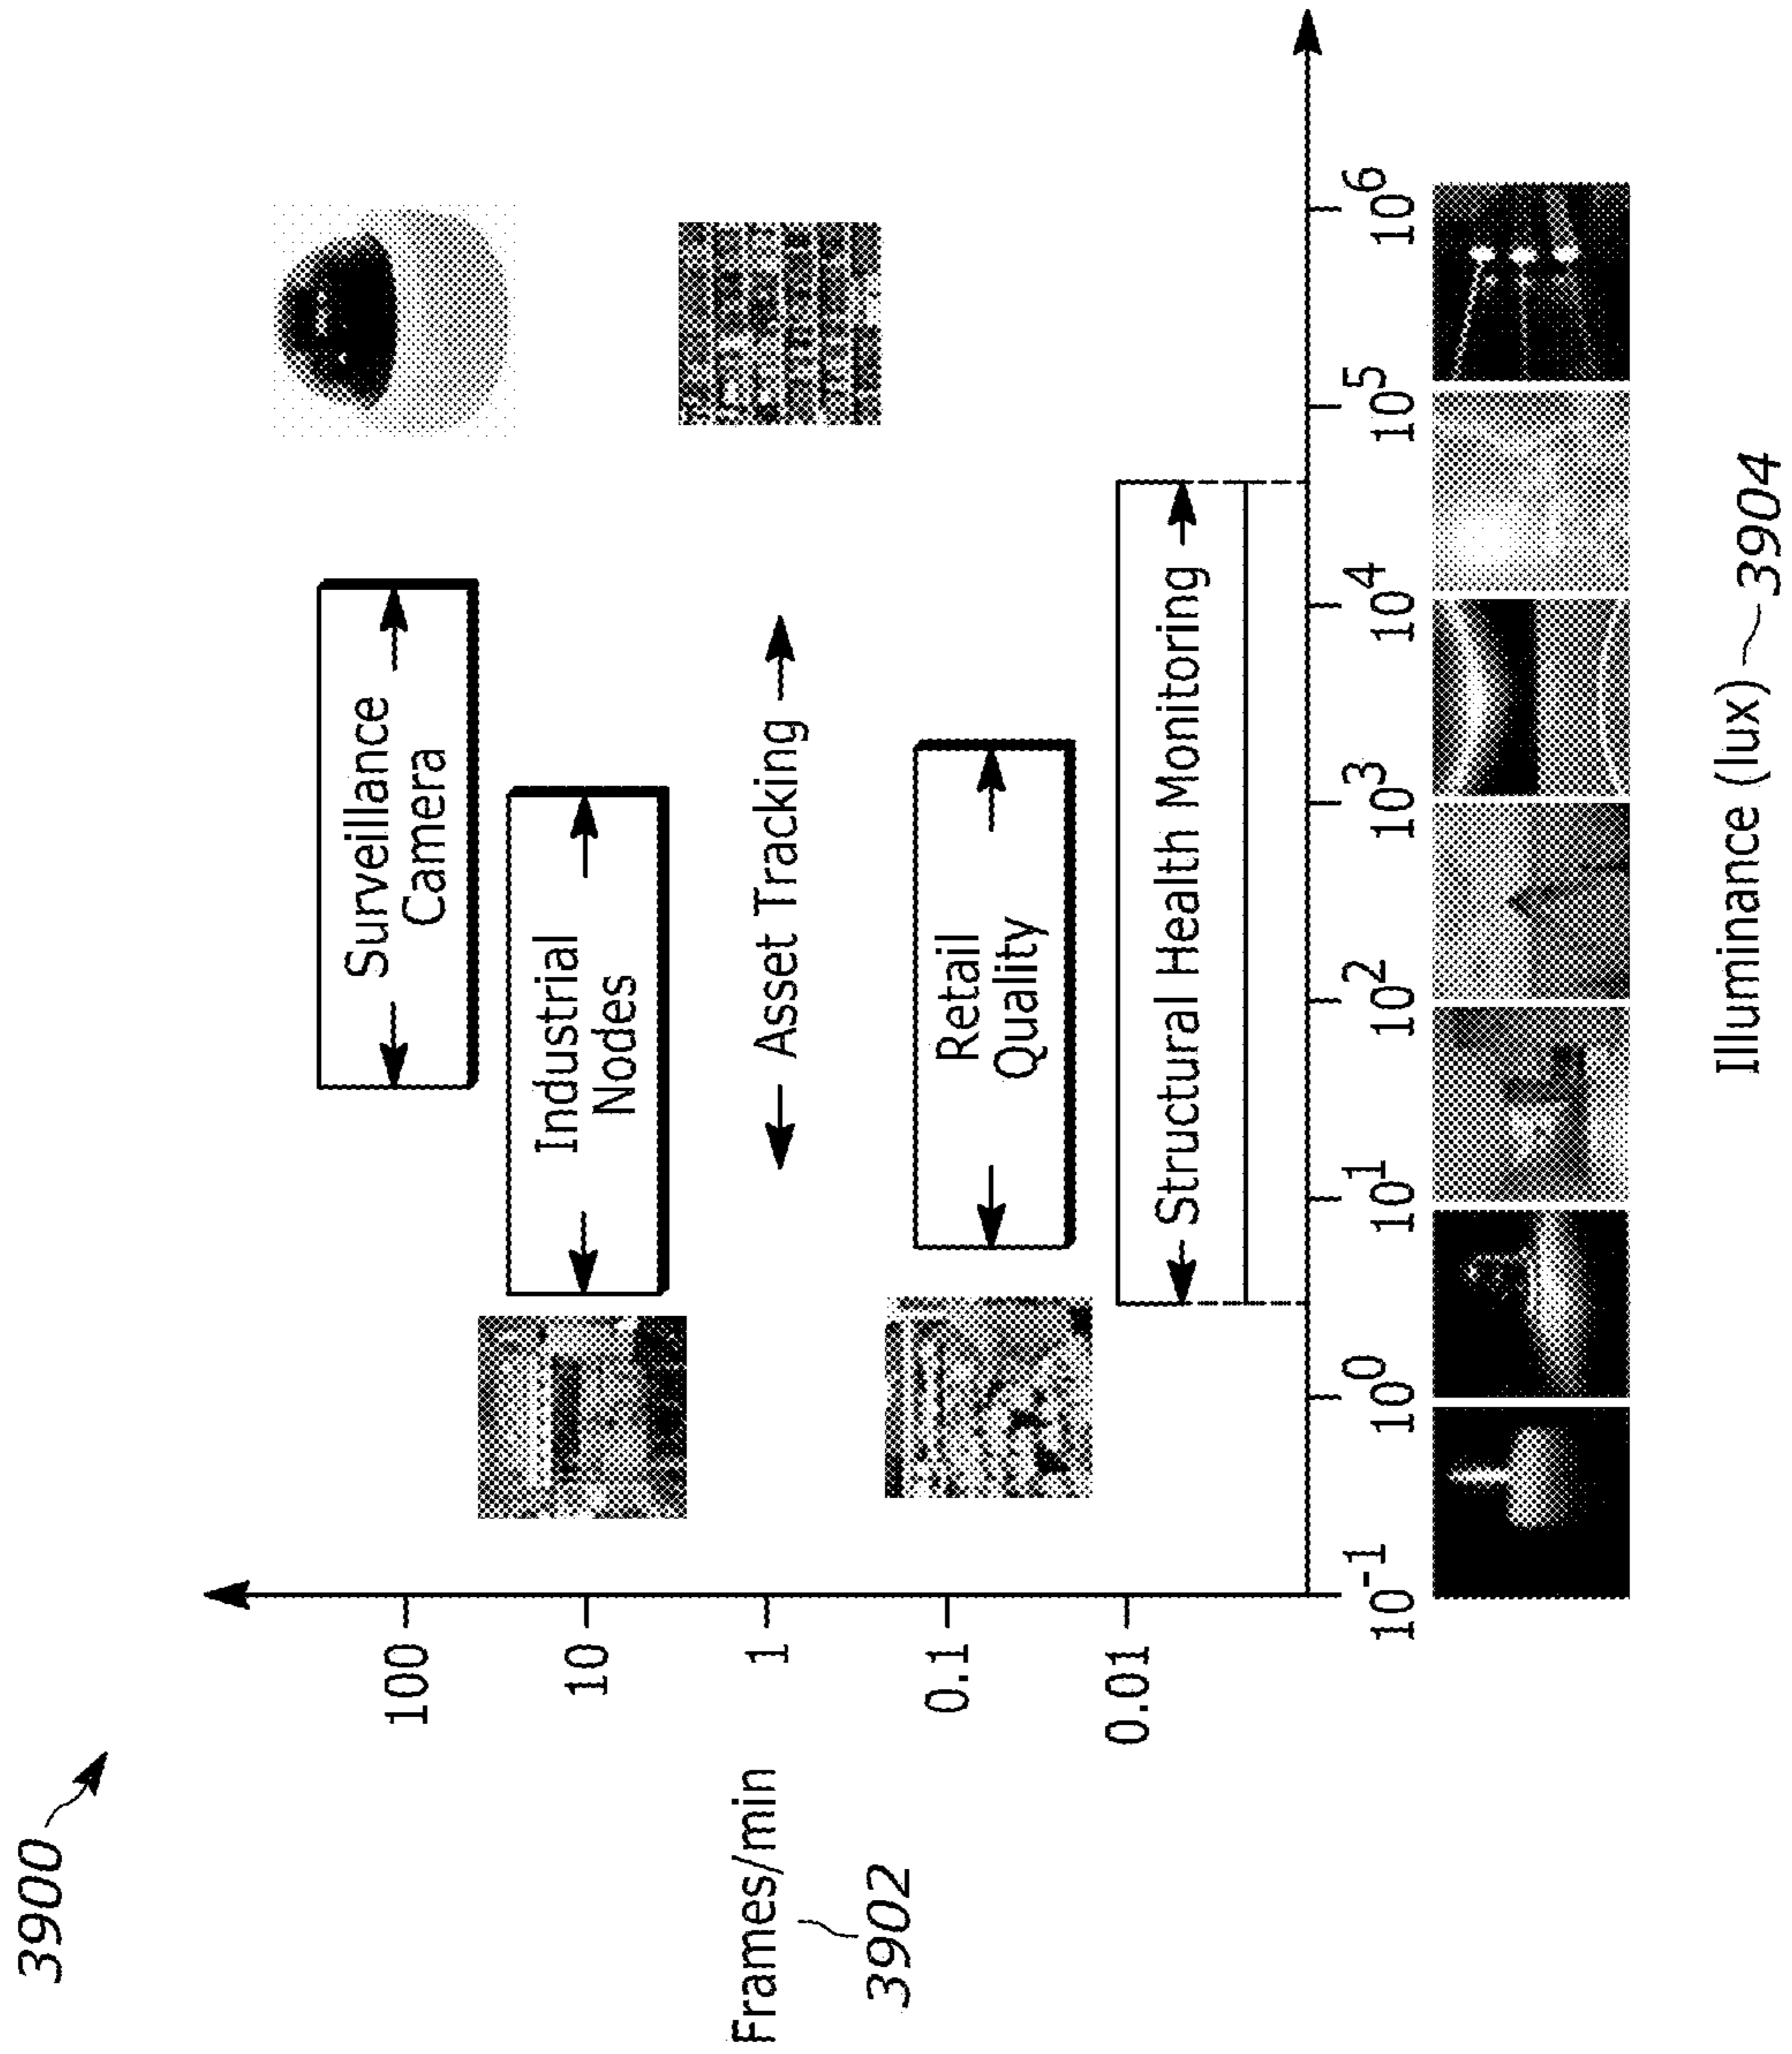 3900
Frames/min
3902
100
10
1
0.1
0.01
Surveillance
Camera
Industrial
Nodes
Asset Tracking
Retail
Quality
Structural Health Monitoring
10⁻¹
10⁰
10¹
10²
10³
10⁴
10⁵
10⁶
Illuminance (lux)
3904